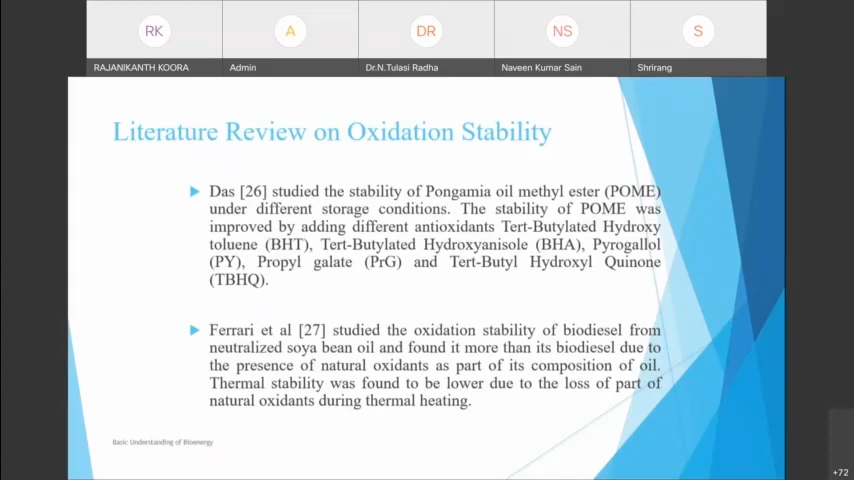 RK
A
DR
NS
S
RAJANIKANTH KOORA
Admin
Dr.N.Tulasi Radha
Naveen Kumar Sain
Shrirang
Literature Review on Oxidation Stability
Das [26] studied the stability of Pongamia oil methyl ester (POME)
under different storage conditions. The stability of POME was
improved by adding different antioxidants Tert-Butylated Hydroxy
toluene (BHT), Tert-Butylated Hydroxyanisole (BHA), Pyrogallol
(PY), Propyl galate (PrG) and Tert-Butyl Hydroxyl Quinone
(TBHQ).
Ferrari et al [27] studied the oxidation stability of biodiesel from
neutralized soya bean oil and found it more than its biodiesel due to
the presence of natural oxidants as part of its composition of oil.
Thermal stability was found to be lower due to the loss of part of
natural oxidants during thermal heating.
Basic Understanding of Bioenergy
+72